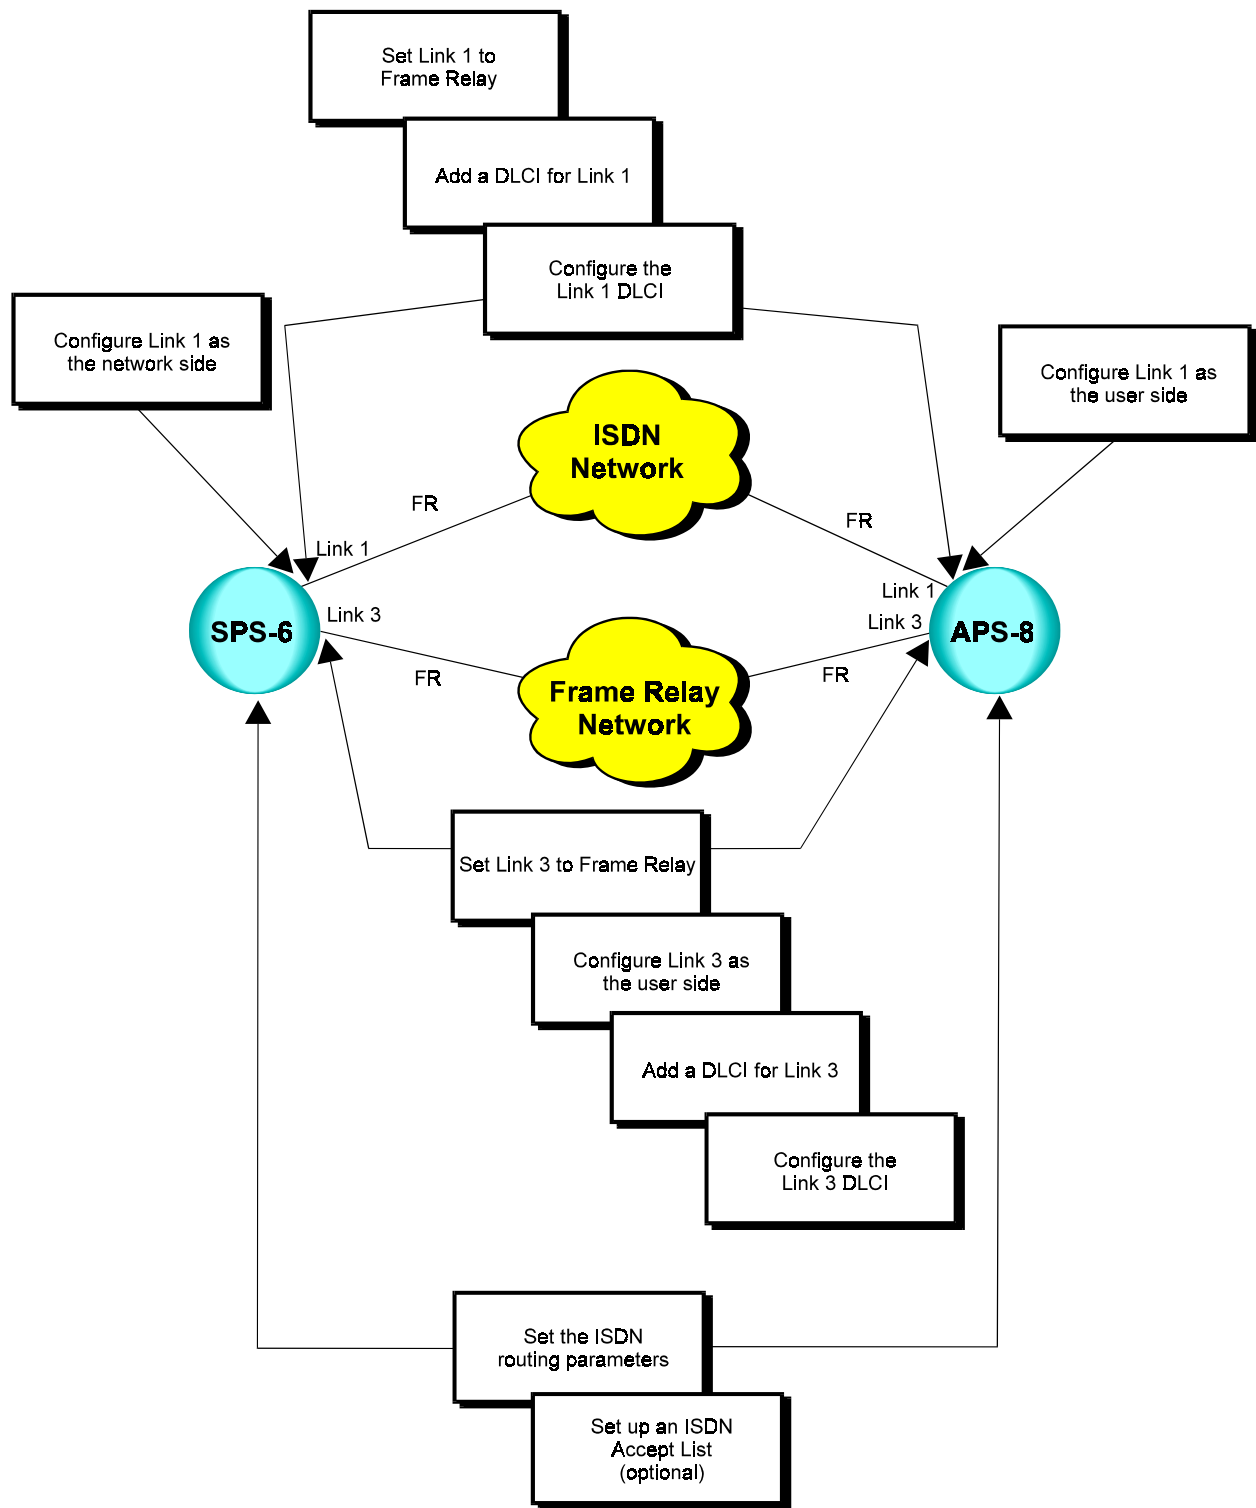 Set Link 1 to
Frame Relay
Add a DLCI for Link 1
Configure the
Link 1 DLCI
Configure Link 1 as
the network side
Configure Link 1 as
the user side
ISDN
Network
FR
FR
Link 1
Link 1
Link 3
Link 3
SPS-6
APS-8
FR
FR
Frame Relay
Network
Set Link 3 to Frame Relay
Configure Link 3 as
the user side
Add a DLCI for Link 3
Configure the
Link 3 DLCI
Set the ISDN
routing parameters
Set up an ISDN
Accept List
(optional)